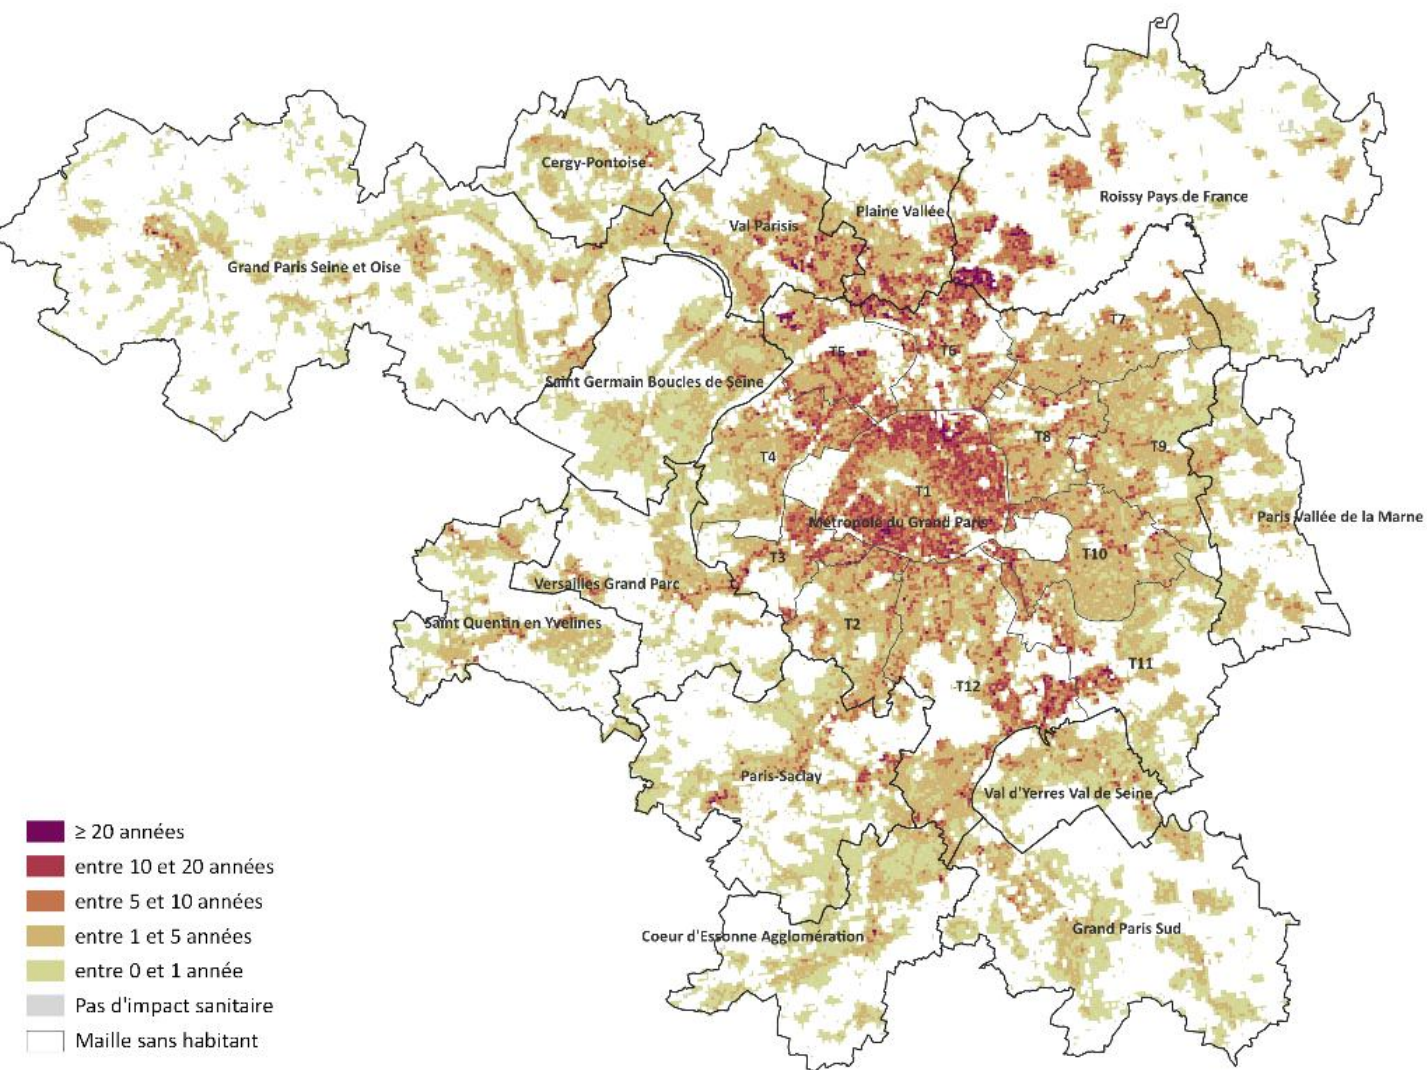 Cergy-Pontoise
Roissy Pays de France
Plaine Vallée
Val Parisis
Grand Paris Seine et Oise
T7
T5
T6
Saint Germain Boucles de Seine
T8
T9
T4
T1
Métropole du Grand Paris
Paris Vallée de la Marne
T10
T3
Versailles Grand Parc
Saint Quentin en Yvelines
T2
T11
T12
Paris-Saclay
Val d'Yerres Val de Seine
Coeur d'Essonne Agglomération
Grand Paris Sud
≥ 20 années
entre 10 et 20 années
entre 5 et 10 années
entre 1 et 5 années
entre 0 et 1 année
Pas d'impact sanitaire
Maille sans habitant